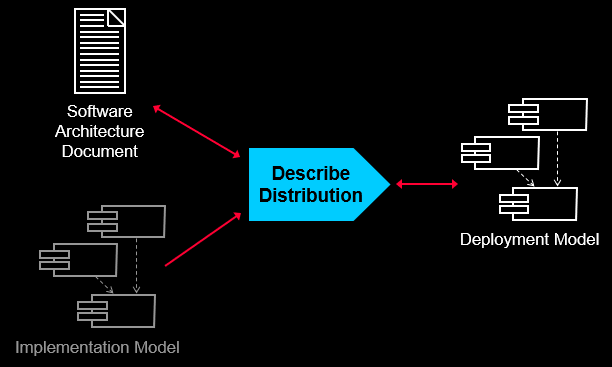 Software
Architecture
Document
Describe
Distribution
Deployment Model
Implementation Model